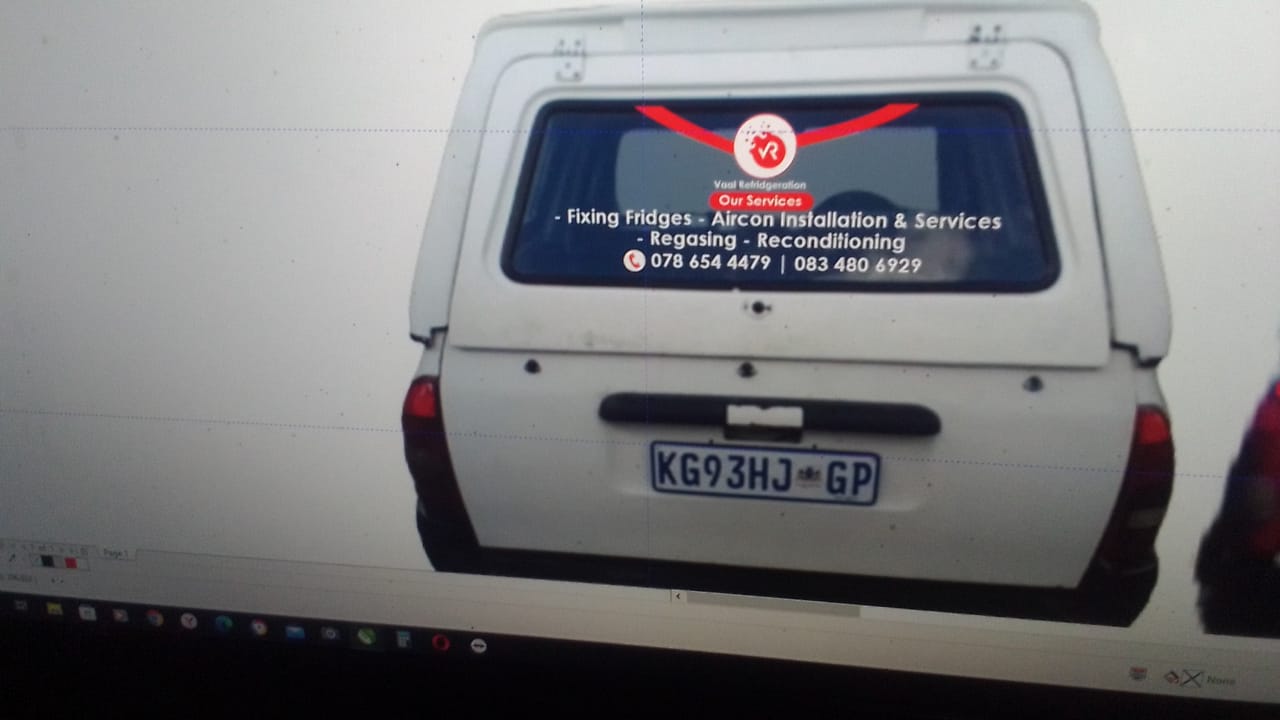 VR
Vaal Refridgeration
Our Services
- Fixing Fridges - Aircon Installation & Services
- Regasing - Reconditioning
078 654 4479 | 083 480 6929
KG93HJ GP
Page 1
None